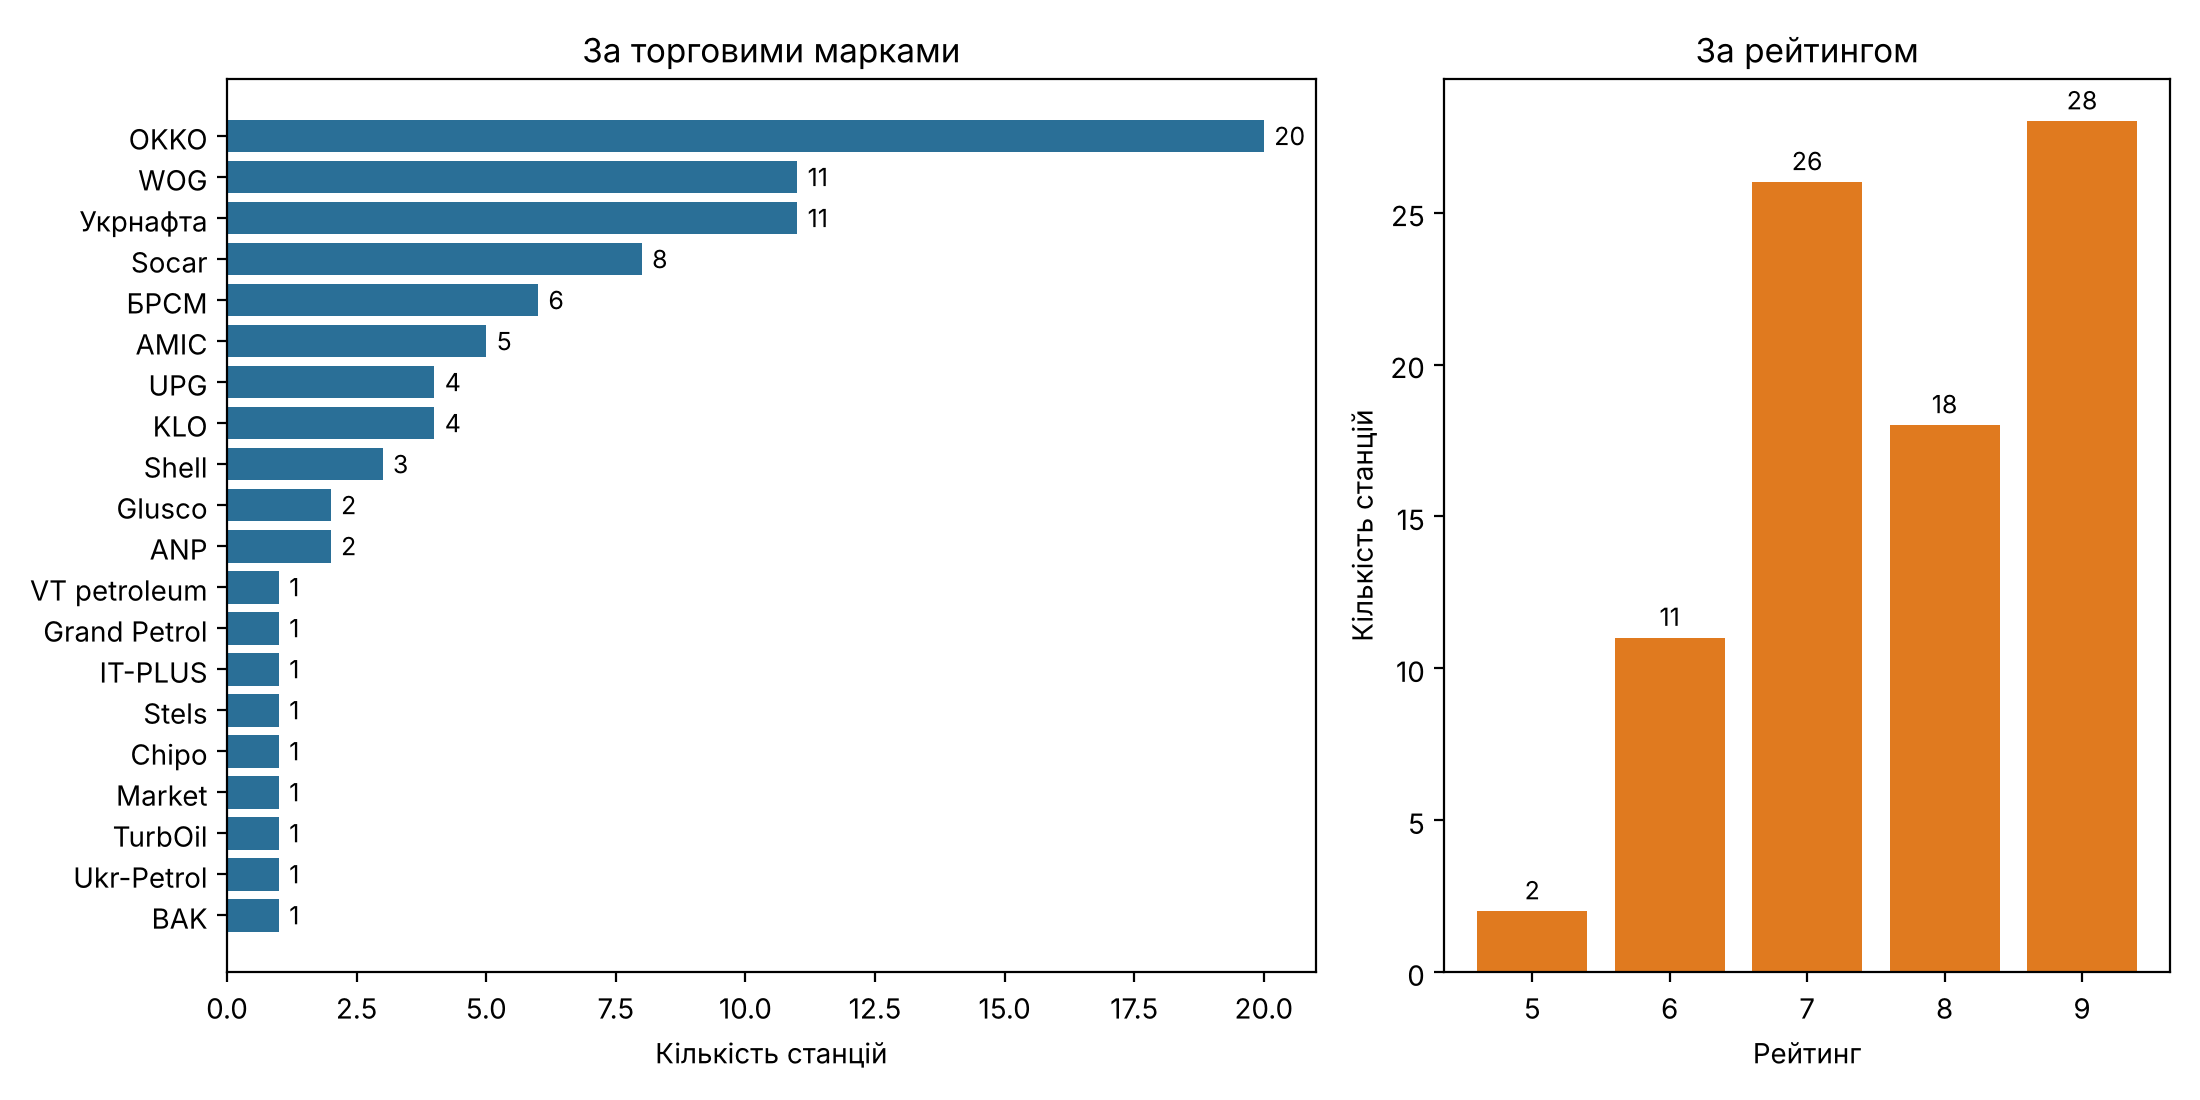 За торговими марками
OKKO
20
WOG
11
Укрнафта
11
Socar
8
БРСМ
6
AMIC
5
UPG
4
KLO
4
Shell
3
Glusco
2
ANP
2
VT petroleum
1
Grand Petrol
1
IT-PLUS
1
Stels
1
Chipo
1
Market
1
TurbOil
1
Ukr-Petrol
1
BAK
1
0.0 2.5 5.0 7.5 10.0 12.5 15.0 17.5 20.0
Кількість станцій
За рейтингом
Кількість станцій
25
20
15
10
5
0
2
11
26
18
28
5 6 7 8 9
Рейтинг